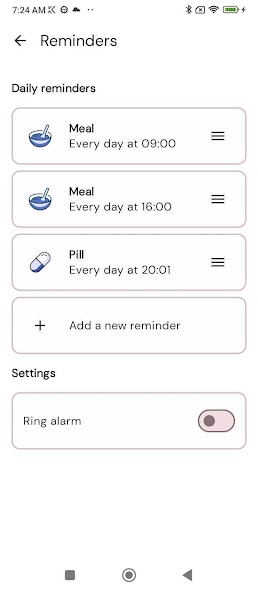 7:24 AM
Reminders
Daily reminders
Meal
Every day at 09:00
Meal
Every day at 16:00
Pill
Every day at 20:01
+ Add a new reminder
Settings
Ring alarm